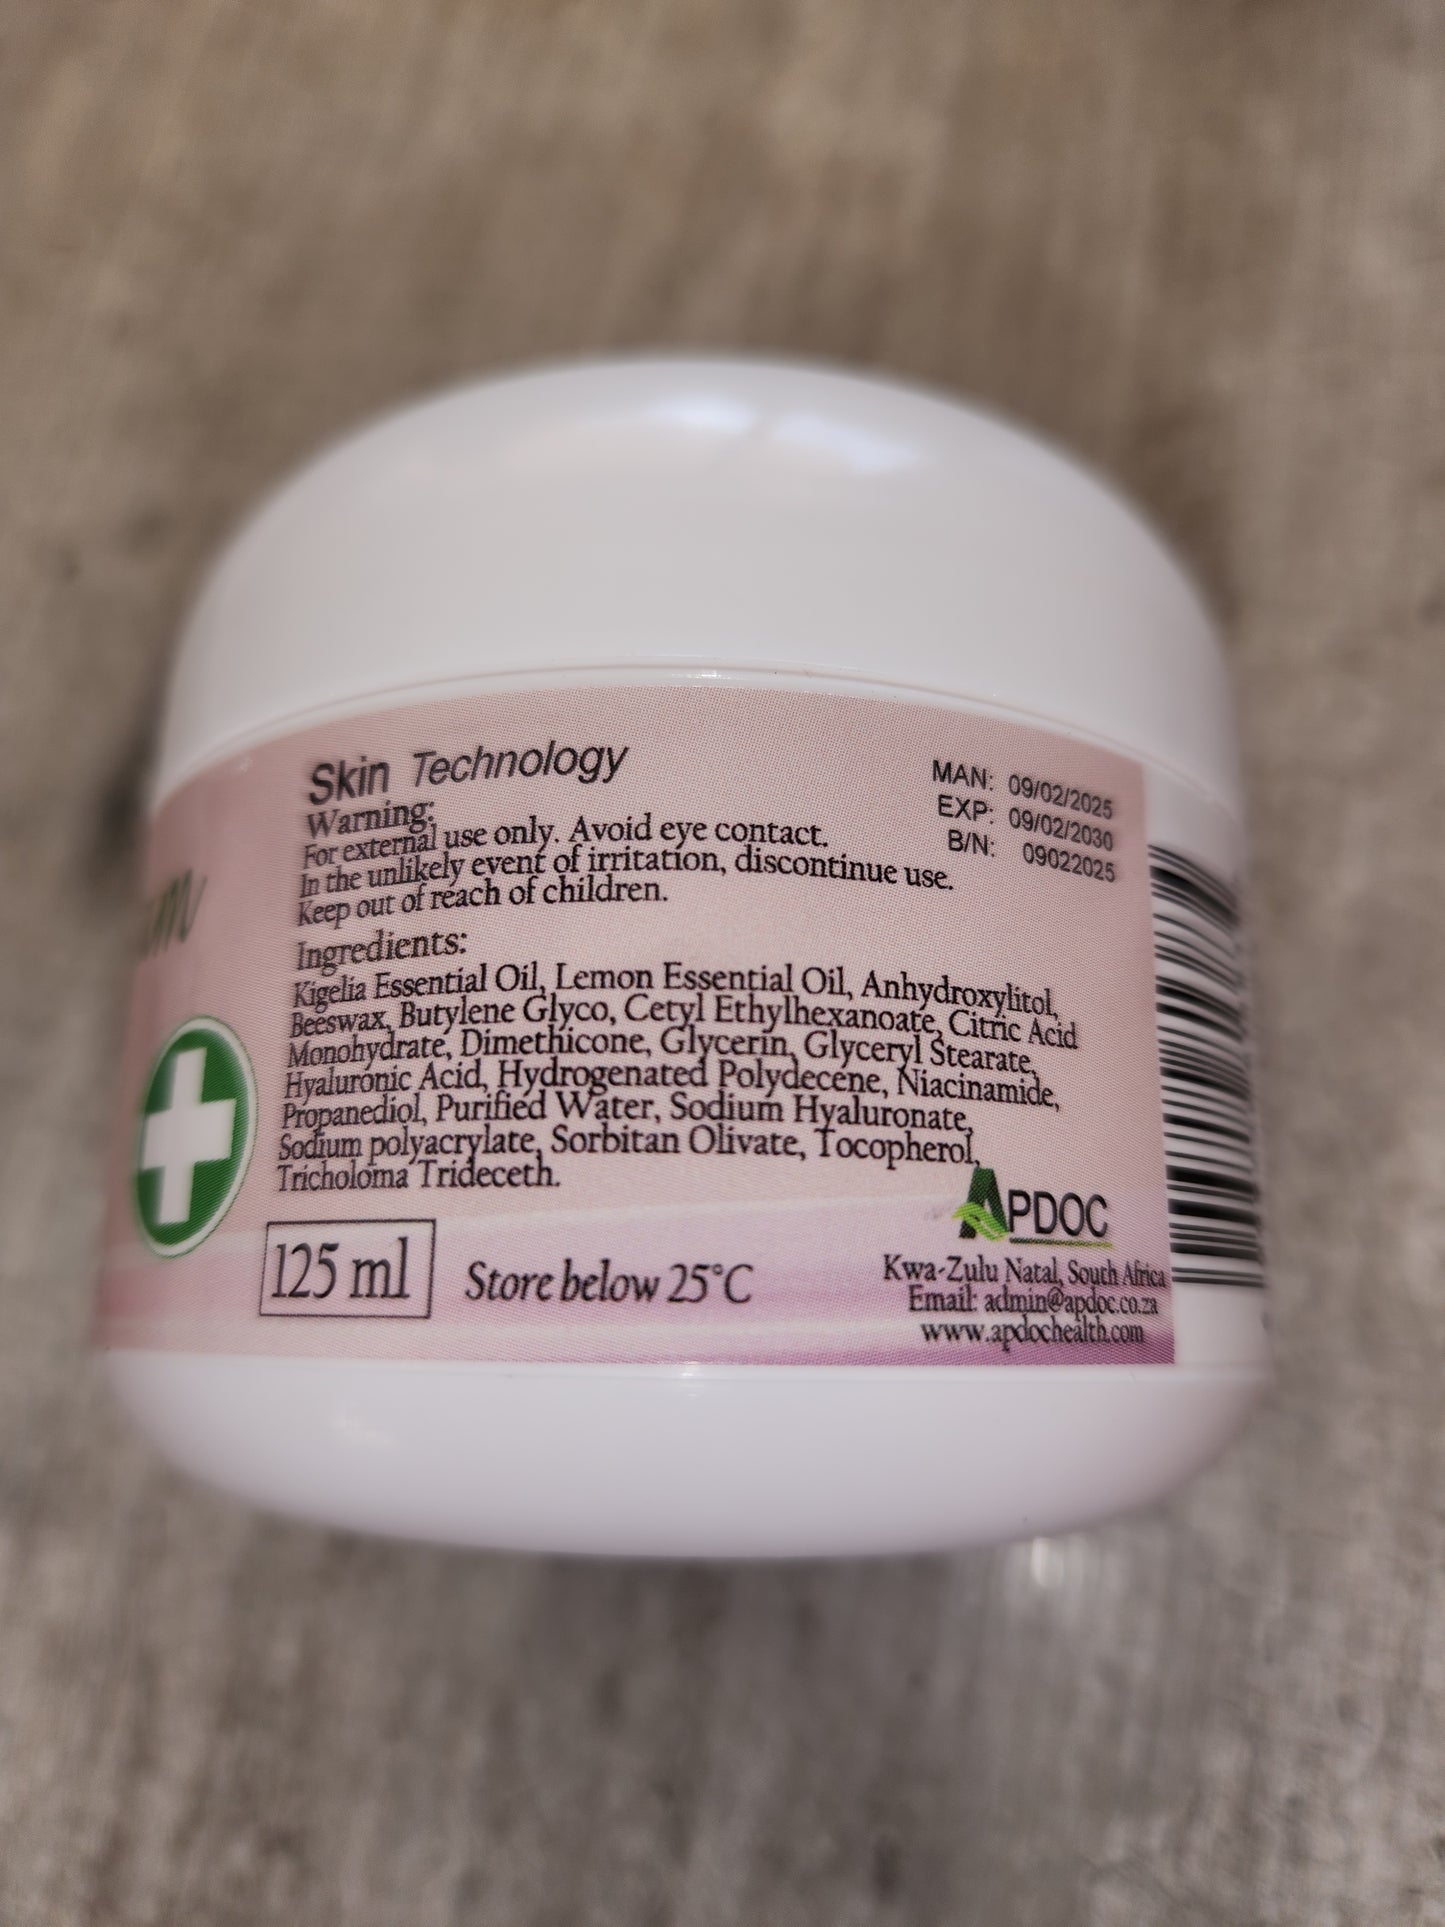 Skin Technology
Warning:
For external use only. Avoid eye contact.
In the unlikely event of irritation, discontinue use.
Keep out of reach of children.
MAN: 09/02/2025
EXP: 09/02/2030
B/N: 09022025
Ingredients:
Kigelia Essential Oil, Lemon Essential Oil, Anhydroxylitol,
Beeswax, Butylene Glyco, Cetyl Ethylhexanoate, Citric Acid
Monohydrate, Dimethicone, Glycerin, Glyceryl Stearate,
Hyaluronic Acid, Hydrogenated Polydecene, Niacinamide,
Propanediol, Purified Water, Sodium Hyaluronate,
Sodium polyacrylate, Sorbitan Olivate, Tocopherol,
Tricholoma Trideceth.
125 ml
Store below 25°C
APDOC
Kwa-Zulu Natal, South Africa
Email: admin@apdoc.co.za
www.apdochealth.com